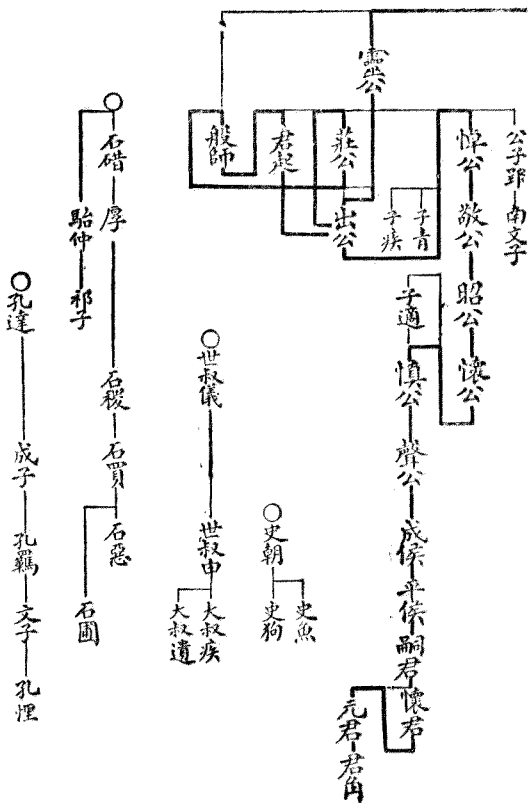 公子郢 南文子
悼公 敬公 昭公 懷公
靈公
子青
子疾
莊公 出公
君起
般師
子適
慎公 聲公 成侯 平侯 嗣君 懷君
元君 君角
史朝
史魚
史狗
世叔儀 世叔申
大叔疾
大叔遺
石碏 厚 石稷 石買 石惡
駘仲 祁子
石圃
孔達 成子 孔羈 文子 孔悝